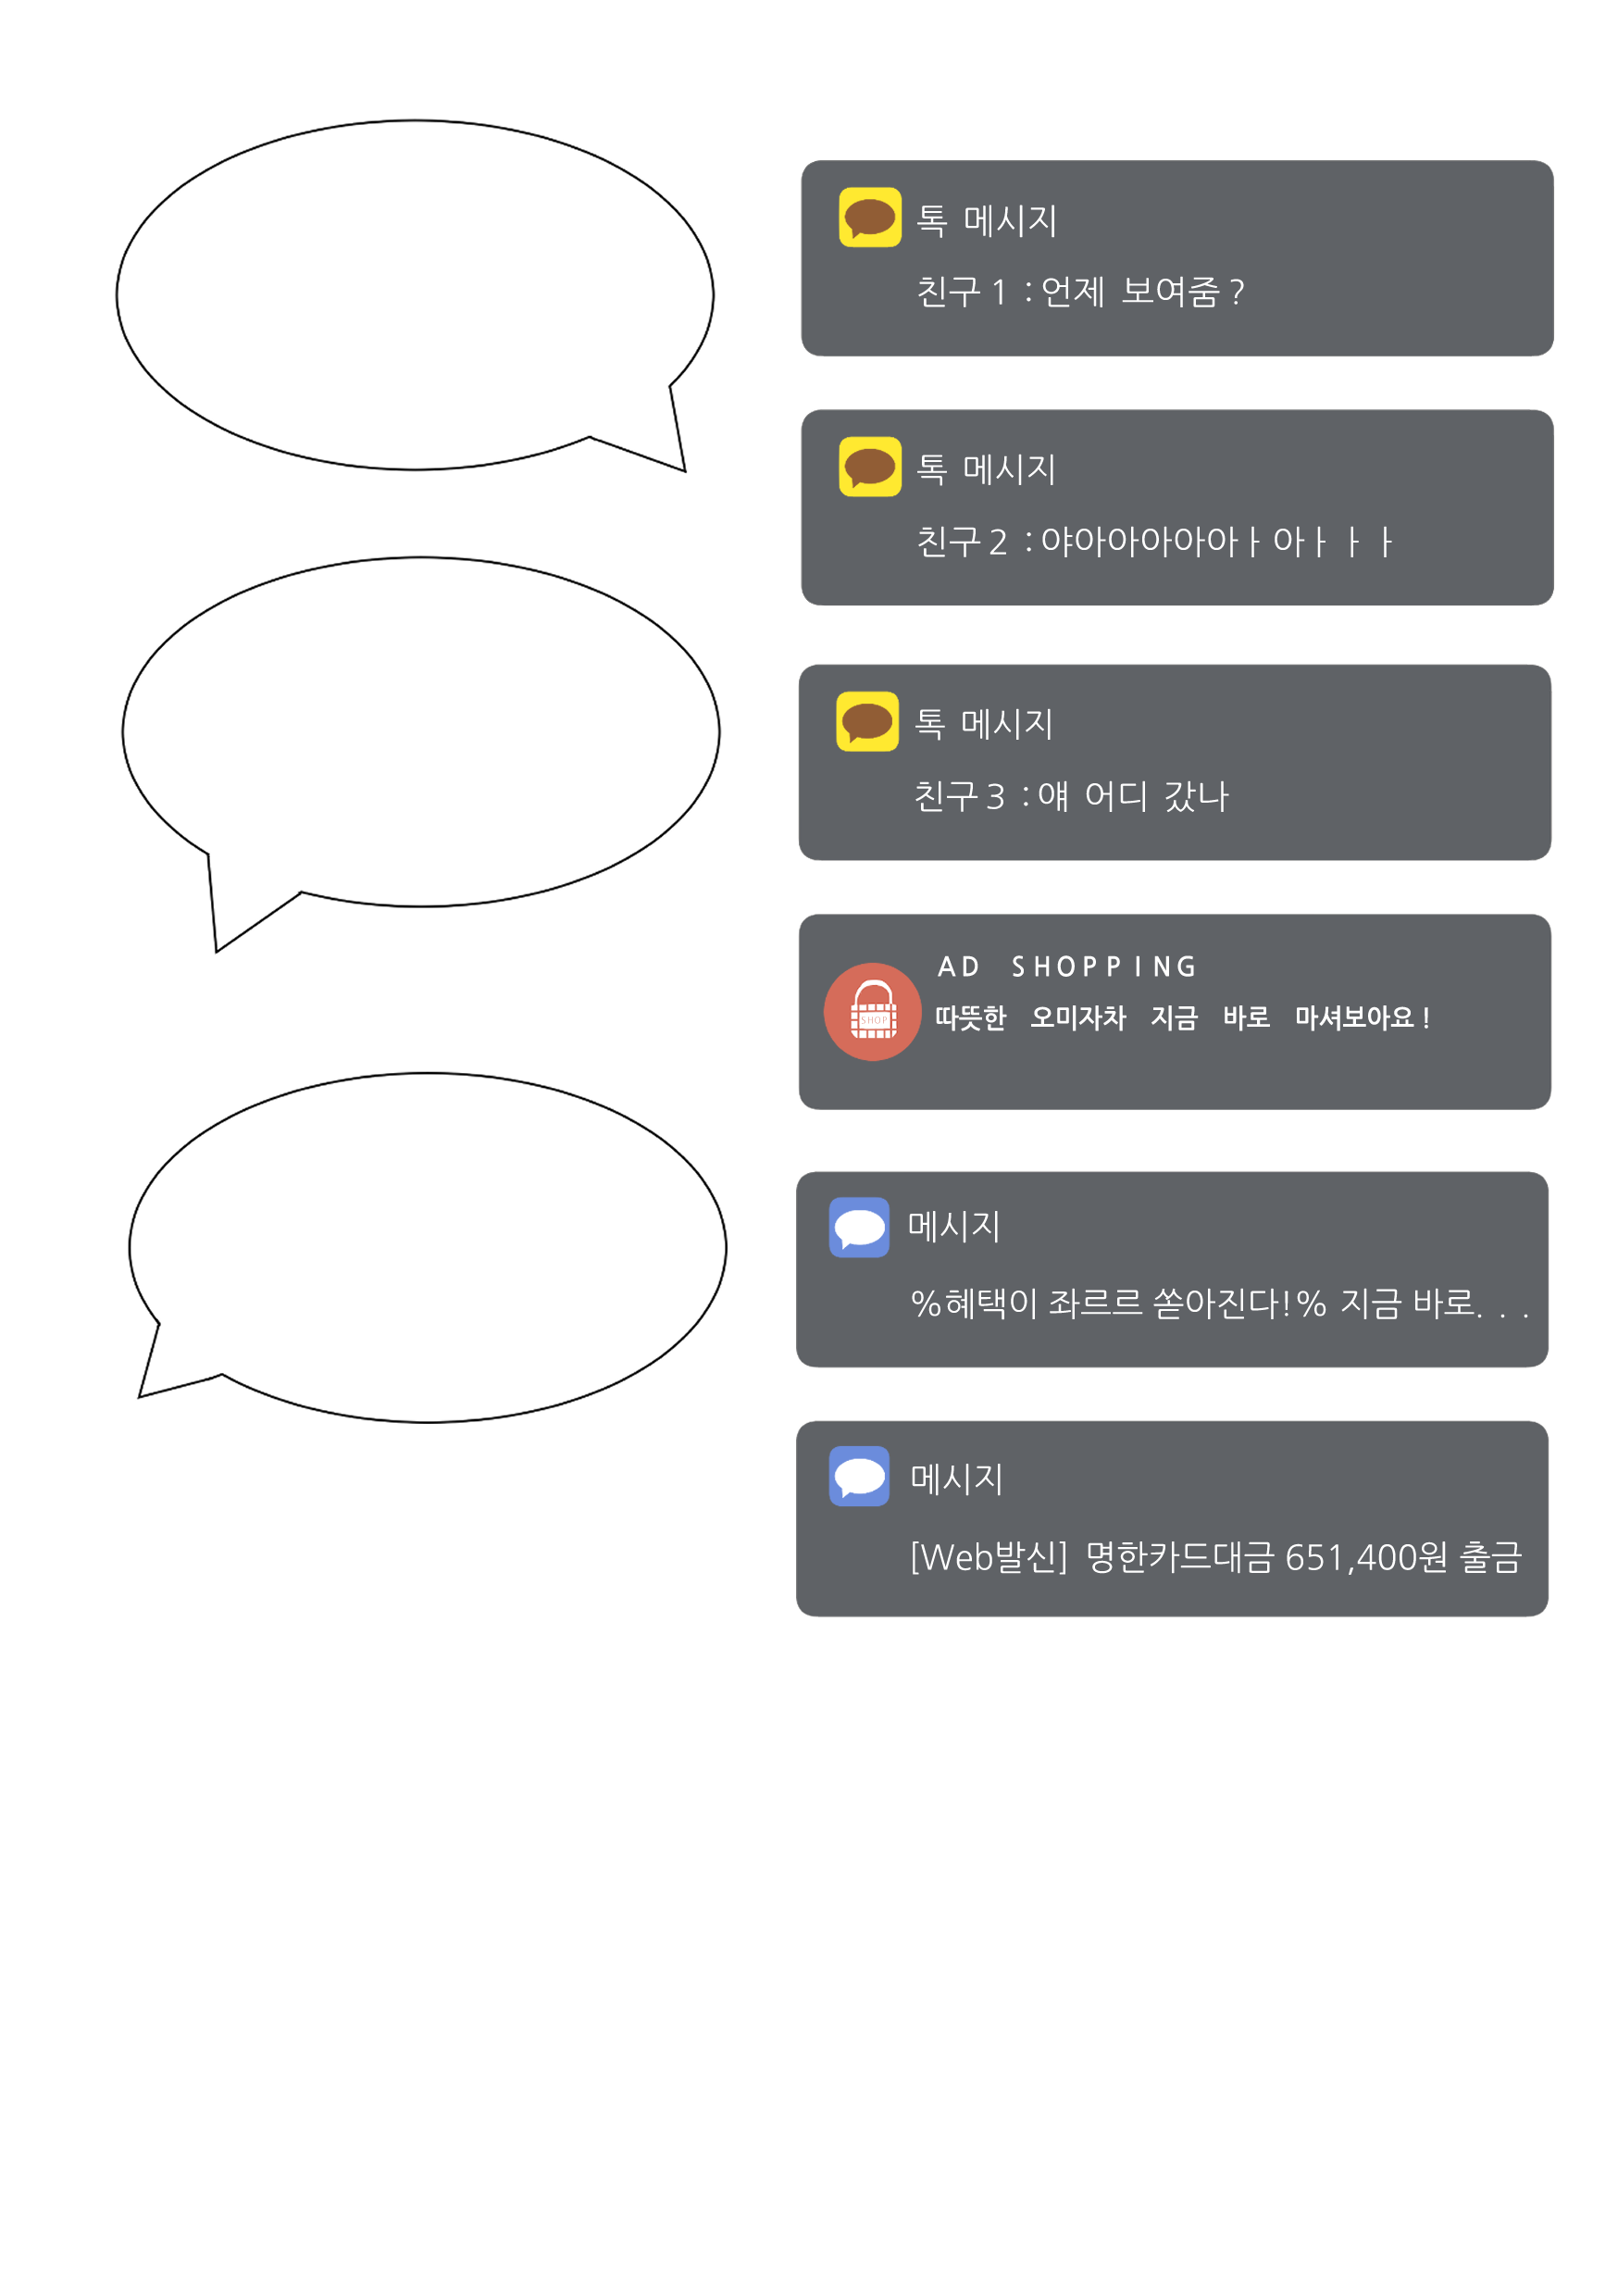 톡 메시지
친구 1 : 언제 보여줌 ?
톡 메시지
친구 2 : 야아아아아아ㅏ 아ㅏ ㅏ ㅏ
톡 메시지
친구 3 : 얘 어디 갔나
AD SHOPPING
SHOP
따뜻한 오미자차 지금 바로 마셔보아요!
메시지
%혜택이 좌르르 쏟아진다!% 지금 바로...
메시지
[Web발신] 명한카드대금 651,400원 출금